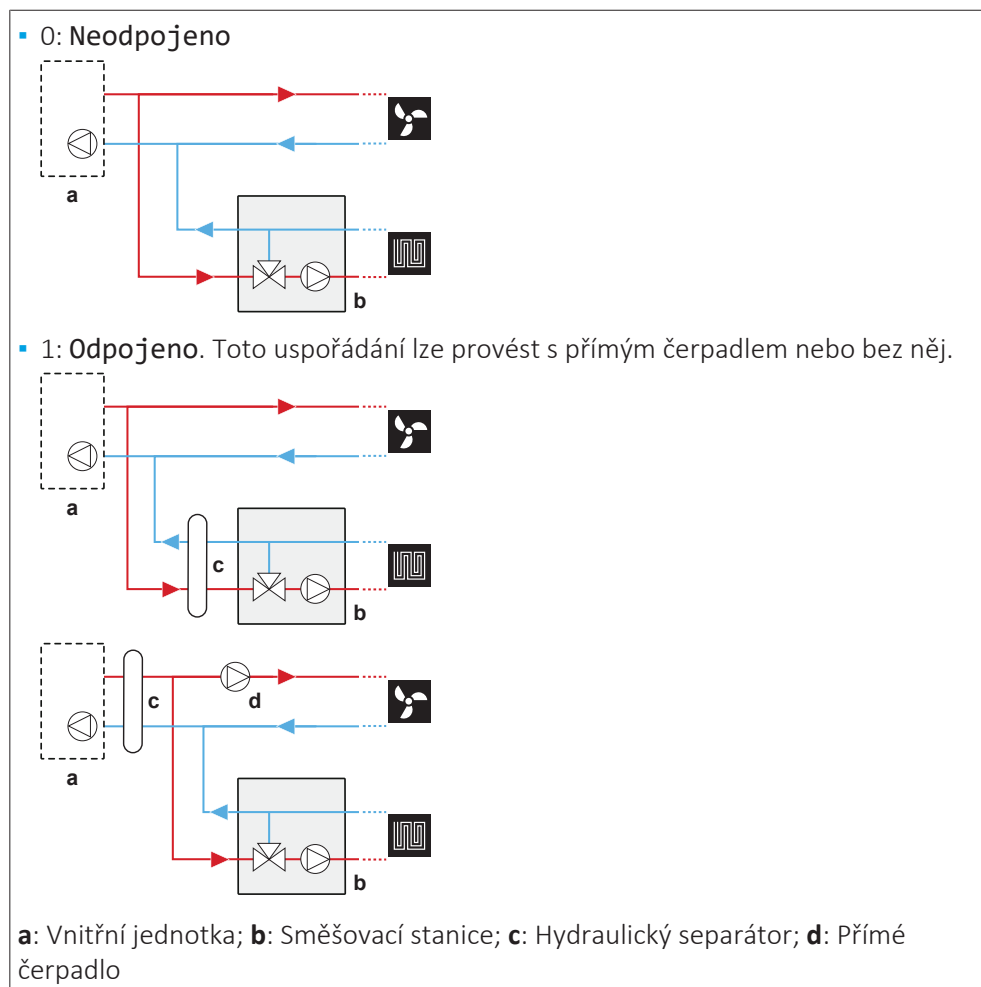 ▪ 0: Neodpojeno
a
b
▪ 1: Odpojeno. Toto uspořádání lze provést s přímým čerpadlem nebo bez něj.
a
c
b
c
d
a
b
a: Vnitřní jednotka; b: Směšovací stanice; c: Hydraulický separátor; d: Přímé
čerpadlo